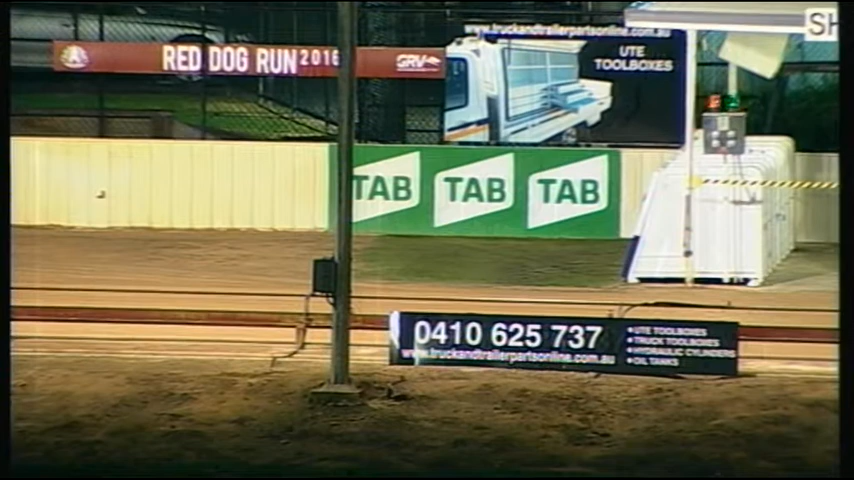 www.truckandtrailerpartsonline.com.au
SH
RED DOG RUN 2016
GRV
UTE
TOOLBOXES
TAB TAB TAB
0410 625 737
www.truckandtrailerpartsonline.com.au
• UTE TOOLBOXES
• TRUCK TOOLBOXES
• HYDRAULIC CYLINDERS
• OIL TANKS